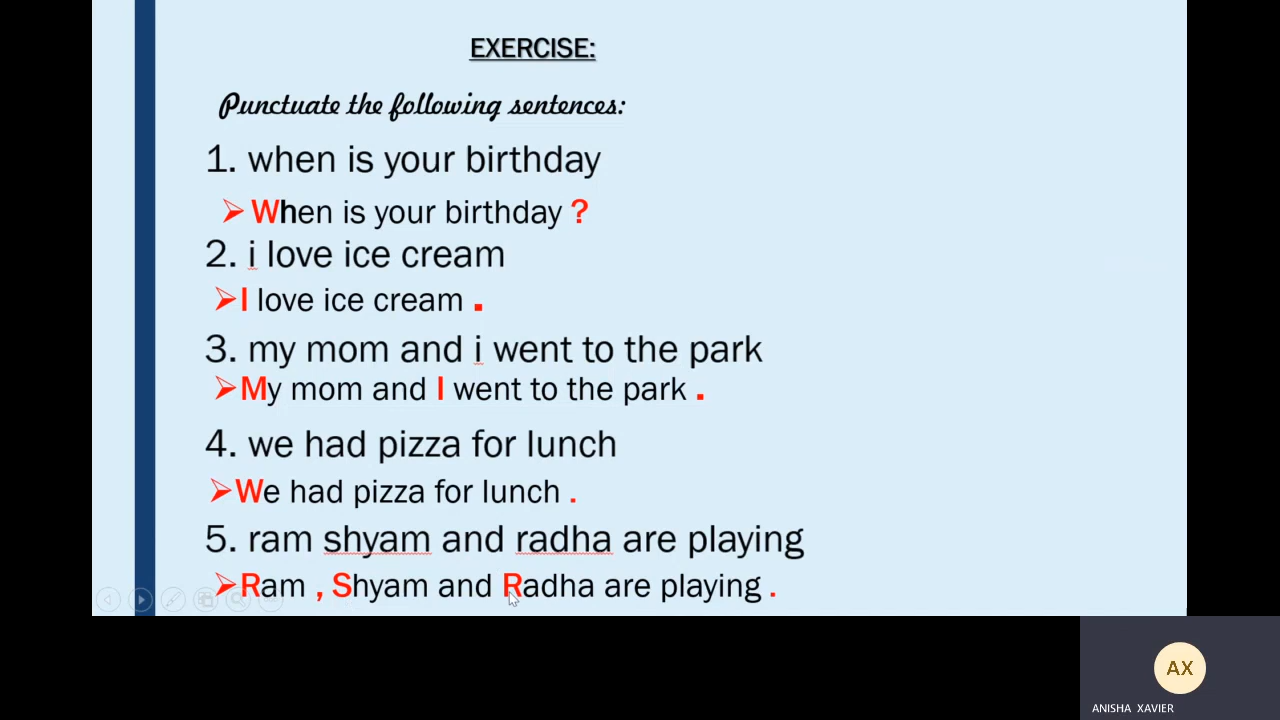 EXERCISE:
Punctuate the following sentences:
1. when is your birthday
➢ When is your birthday ?
2. i love ice cream
➢I love ice cream .
3. my mom and i went to the park
➢My mom and I went to the park .
4. we had pizza for lunch
➢We had pizza for lunch .
5. ram shyam and radha are playing
➢Ram , Shyam and Radha are playing .
AX
ANISHA XAVIER